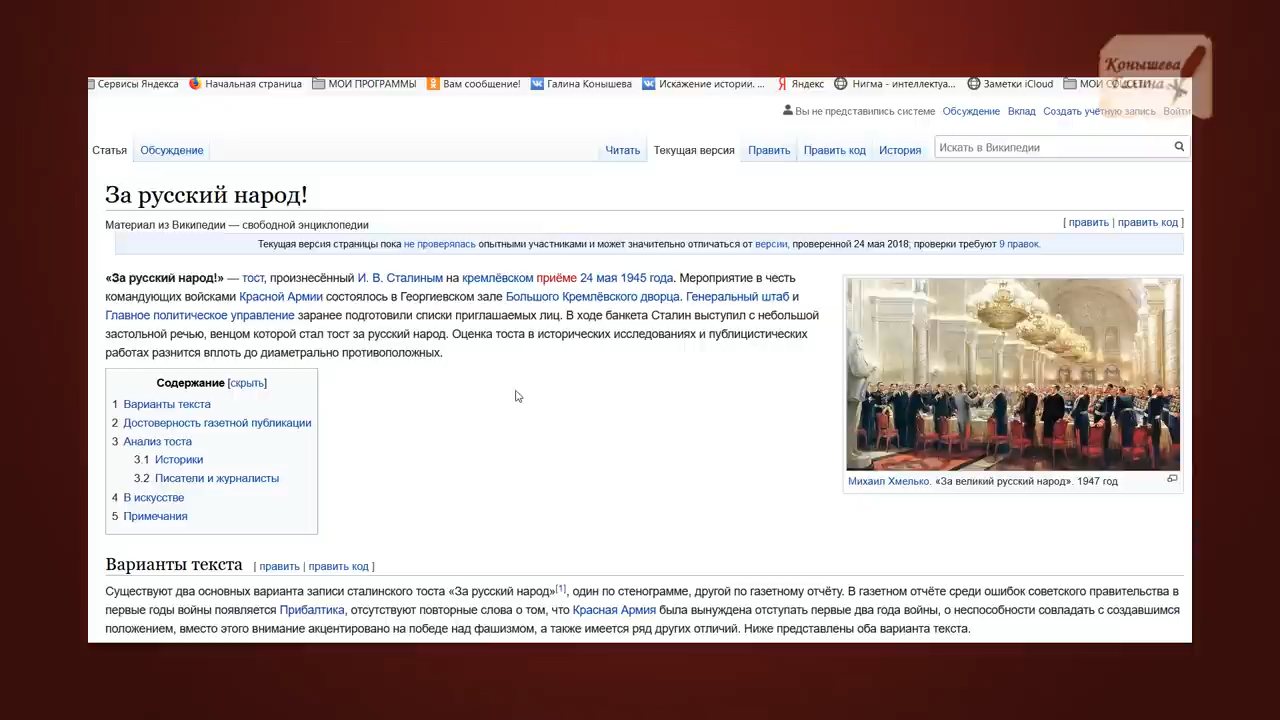 Сервисы Яндекса Начальная страница МОИ ПРОГРАММЫ Вам сообщение! Галина Конышева Искажение истории. ... Яндекс Нигма - интеллектуа... Заметки iCloud
Конышева
Вы не представились системе Обсуждение Вклад Создать учётную запись Войти
Статья Обсуждение Читать Текущая версия Править Править код История Искать в Википедии
За русский народ!
Материал из Википедии — свободной энциклопедии [ править | править код ]
Текущая версия страницы пока не проверялась опытными участниками и может значительно отличаться от версии, проверенной 24 мая 2018; проверки требуют 9 правок.
«За русский народ!» — тост, произнесённый И. В. Сталиным на кремлёвском приёме 24 мая 1945 года. Мероприятие в честь
командующих войсками Красной Армии состоялось в Георгиевском зале Большого Кремлёвского дворца. Генеральный штаб и
Главное политическое управление заранее подготовили списки приглашаемых лиц. В ходе банкета Сталин выступил с небольшой
застольной речью, венцом которой стал тост за русский народ. Оценка тоста в исторических исследованиях и публицистических
работах разнится вплоть до диаметрально противоположных.
Содержание [скрыть]
1 Варианты текста
2 Достоверность газетной публикации
3 Анализ тоста
3.1 Историки
3.2 Писатели и журналисты
4 В искусстве
5 Примечания
Михаил Хмелько. «За великий русский народ». 1947 год
Варианты текста [ править | править код ]
Существуют два основных варианта записи сталинского тоста «За русский народ»[1], один по стенограмме, другой по газетному отчёту. В газетном отчёте среди ошибок советского правительства в
первые годы войны появляется Прибалтика, отсутствуют повторные слова о том, что Красная Армия была вынуждена отступать первые два года войны, о неспособности совладать с создавшимся
положением, вместо этого внимание акцентировано на победе над фашизмом, а также имеется ряд других отличий. Ниже представлены оба варианта текста.